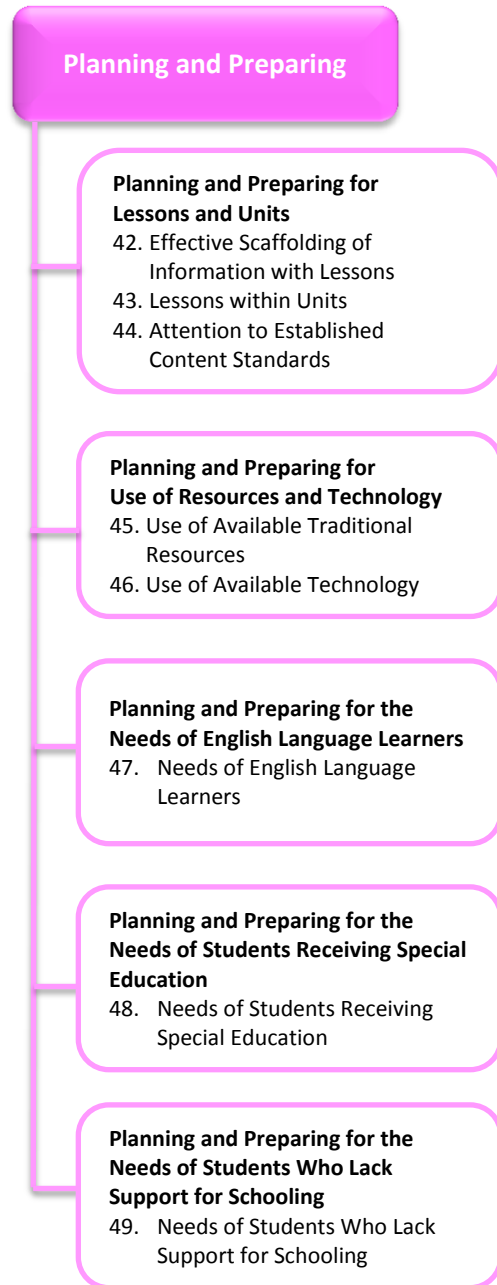 Planning and Preparing
Planning and Preparing for
Lessons and Units
42. Effective Scaffolding of
Information with Lessons
43. Lessons within Units
44. Attention to Established
Content Standards
Planning and Preparing for
Use of Resources and Technology
45. Use of Available Traditional
Resources
46. Use of Available Technology
Planning and Preparing for the
Needs of English Language Learners
47. Needs of English Language
Learners
Planning and Preparing for the
Needs of Students Receiving Special
Education
48. Needs of Students Receiving
Special Education
Planning and Preparing for the
Needs of Students Who Lack
Support for Schooling
49. Needs of Students Who Lack
Support for Schooling